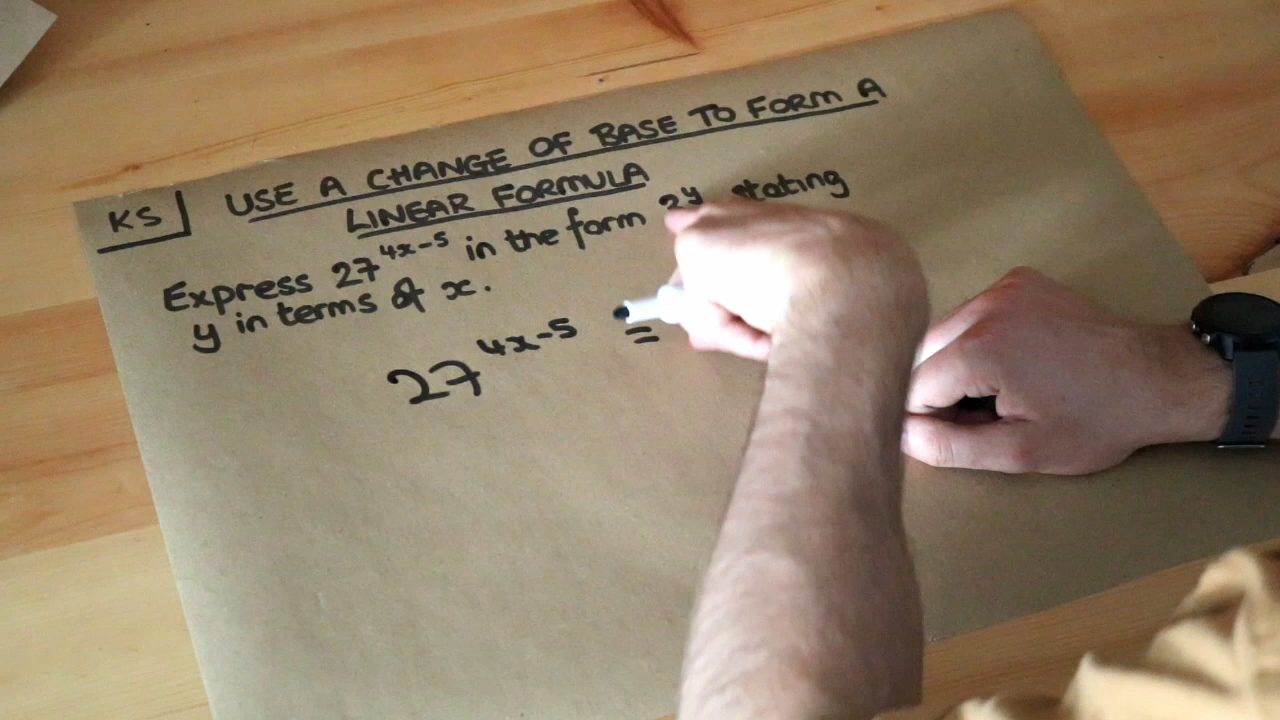 KS
USE A CHANGE OF BASE TO FORM A
LINEAR FORMULA
Express 27^{4x-5} in the form stating
y in terms of x.
27^{4x-5} =